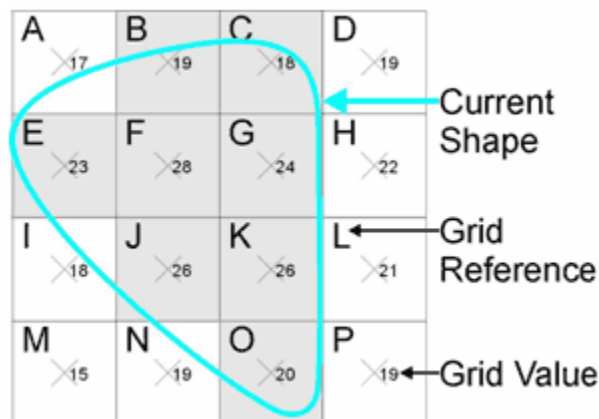 A B C D
17 19 18 19
Current
Shape
E F G H
23 28 24 22
I J K L
Grid
Reference
18 26 26 21
M N O P
15 19 20 19
Grid Value